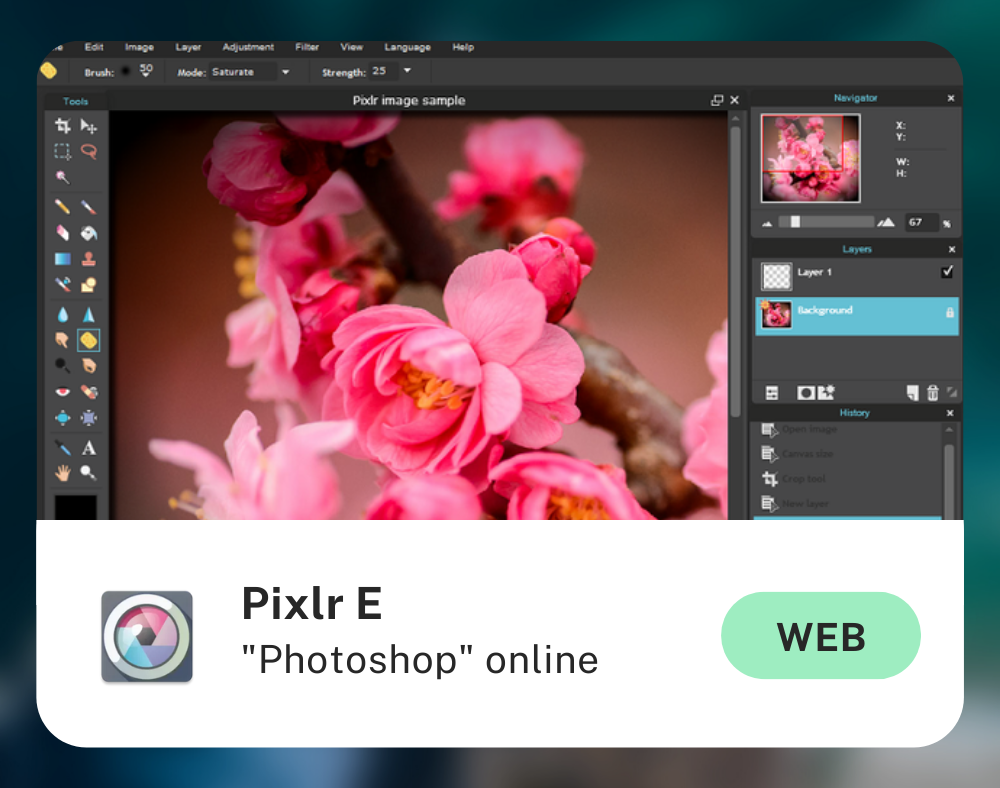 Edit Image Layer Adjustment Filter View Language Help
Brush: 50 Mode: Saturate Strength: 25
Tools
Pixlr image sample
Navigator
X:
Y:
W:
H:
67 %
Layers
Layer 1
Background
History
Open image
Canvas size
Crop tool
New layer
A
Pixlr E
"Photoshop" online
WEB